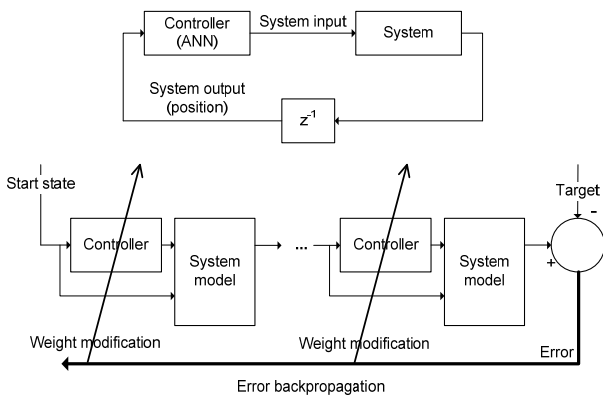 Controller
(ANN)
System input
System
System output
(position)
z⁻¹
Start state
Target
-
Controller
System
model
...
Controller
System
model
+
Weight modification
Weight modification
Error
Error backpropagation